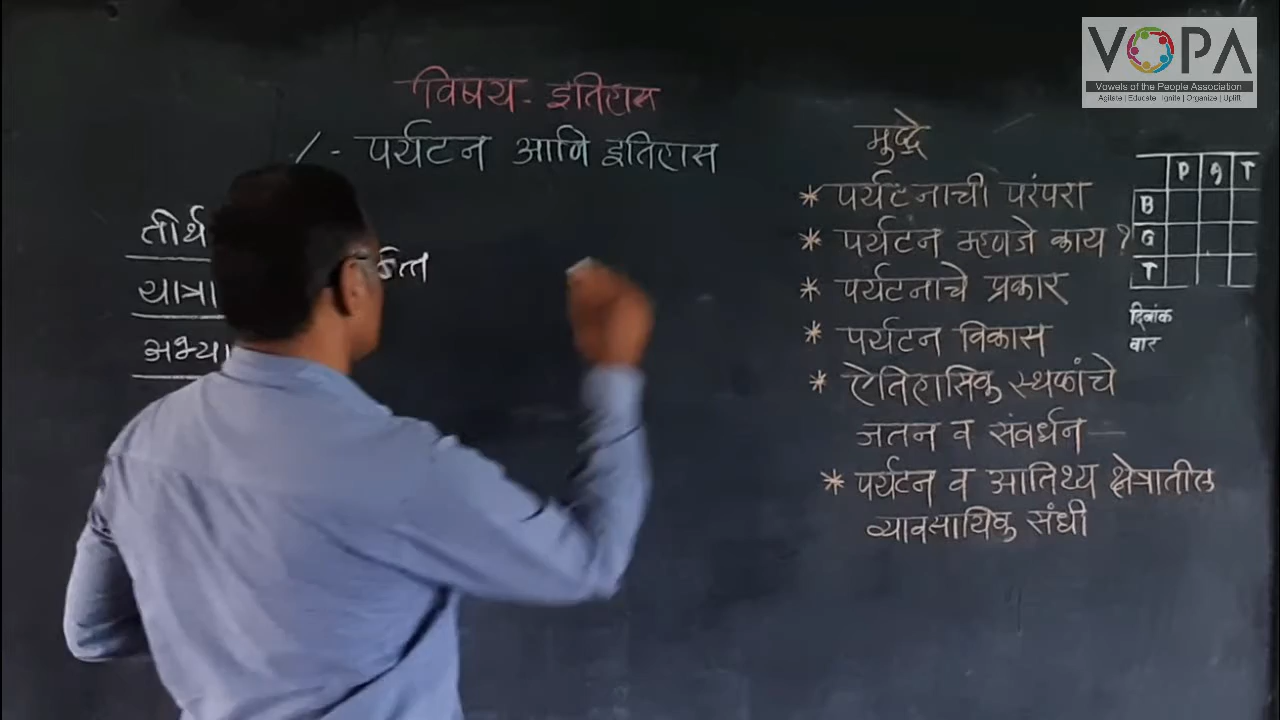 विषय - इतिहास
- पर्यटन आणि इतिहास
तीर्थ
यात्रा
अभ्या
मुद्दे
* पर्यटनाची परंपरा
* पर्यटन म्हणजे काय ?
* पर्यटनाचे प्रकार
* पर्यटन विकास
* ऐतिहासिक स्थळांचे
जतन व संवर्धन
* पर्यटन व आतिथ्य क्षेत्रातील
व्यावसायिक संधी
P g T
B
G
T
दिनांक
वार
VOPA
Vowels of the People Association
Agitate | Educate | Ignite | Organize | Uplift